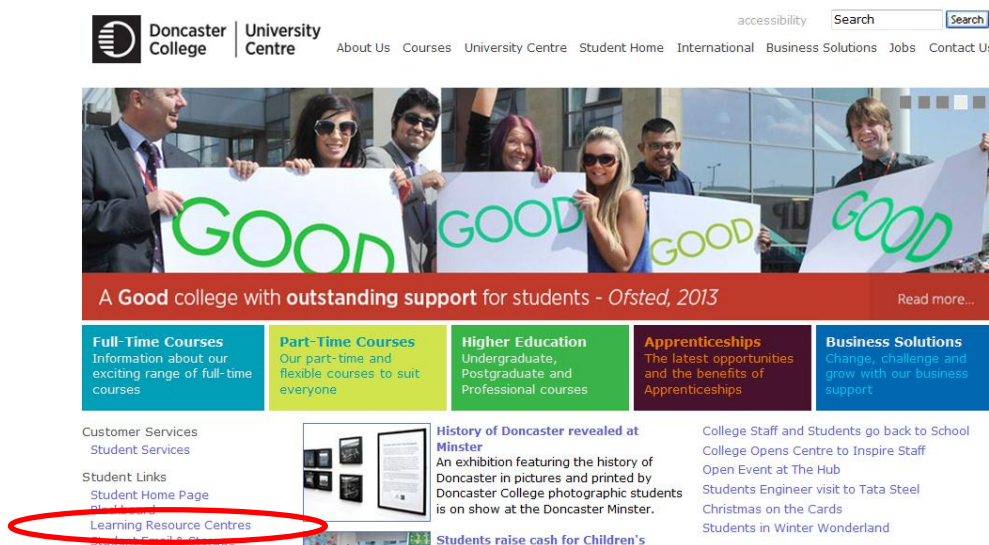 Doncaster College
University Centre
accessibility
Search
Search
About Us Courses University Centre Student Home International Business Solutions Jobs Contact Us
GOOD
GOOD
GOOD
GOOD
A Good college with outstanding support for students - Ofsted, 2013
Read more...
Full-Time Courses
Information about our
exciting range of full-time
courses
Part-Time Courses
Our part-time and
flexible courses to suit
everyone
Higher Education
Undergraduate,
Postgraduate and
Professional courses
Apprenticeships
The latest opportunities
and the benefits of
Apprenticeships
Business Solutions
Change, challenge and
grow with our business
support
Customer Services
Student Services
Student Links
Student Home Page
Blackboard
Learning Resource Centres
Student Email & Storage
History of Doncaster revealed at
Minster
An exhibition featuring the history of
Doncaster in pictures and printed by
Doncaster College photographic students
is on show at the Doncaster Minster.
Students raise cash for Children's
College Staff and Students go back to School
College Opens Centre to Inspire Staff
Open Event at The Hub
Students Engineer visit to Tata Steel
Christmas on the Cards
Students in Winter Wonderland